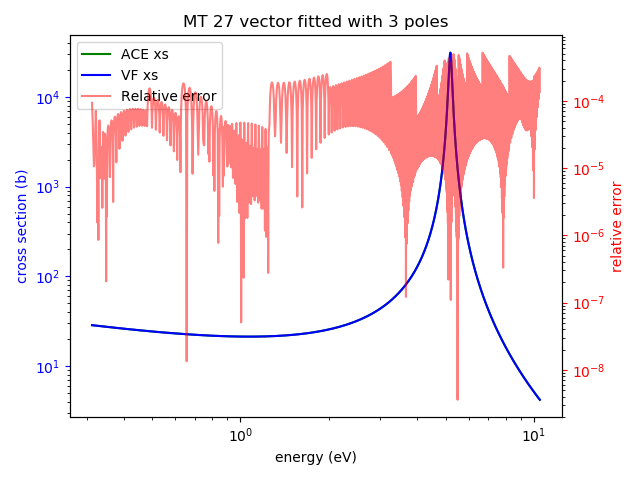 MT 27 vector fitted with 3 poles
ACE xs
VF xs
Relative error
cross section (b)
10⁴
10³
10²
10¹
10⁻⁴
10⁻⁵
10⁻⁶
10⁻⁷
10⁻⁸
relative error
10⁰
10¹
energy (eV)